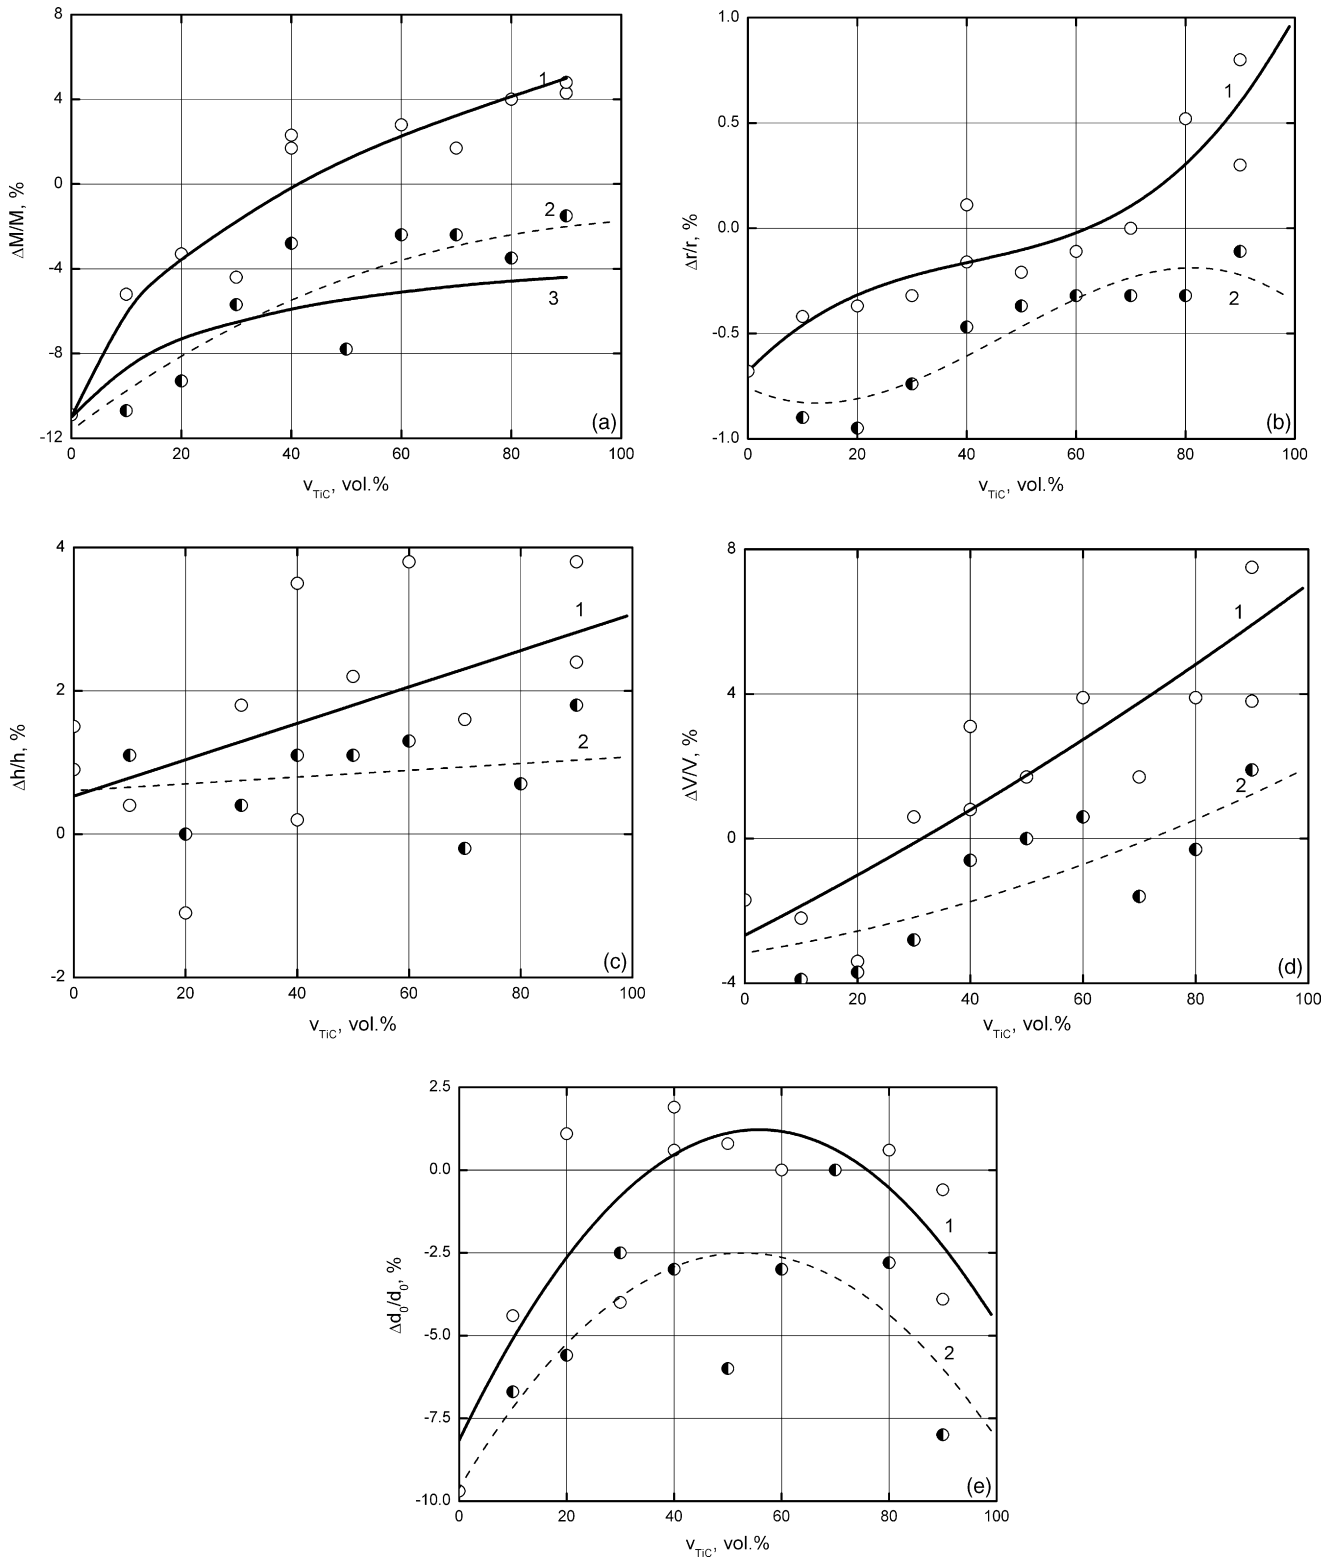 8
4
0
-4
-8
-12
ΔM/M, %
1
2
3
(a)
0 20 40 60 80 100
v_TiC, vol.%
1.0
0.5
0.0
-0.5
-1.0
Δr/r, %
1
2
(b)
0 20 40 60 80 100
v_TiC, vol.%
4
2
0
-2
Δh/h, %
1
2
(c)
0 20 40 60 80 100
v_TiC, vol.%
8
4
0
-4
ΔV/V, %
1
2
(d)
0 20 40 60 80 100
v_TiC, vol.%
2.5
0.0
-2.5
-5.0
-7.5
-10.0
Δd_0/d_0, %
1
2
(e)
0 20 40 60 80 100
v_TiC, vol.%